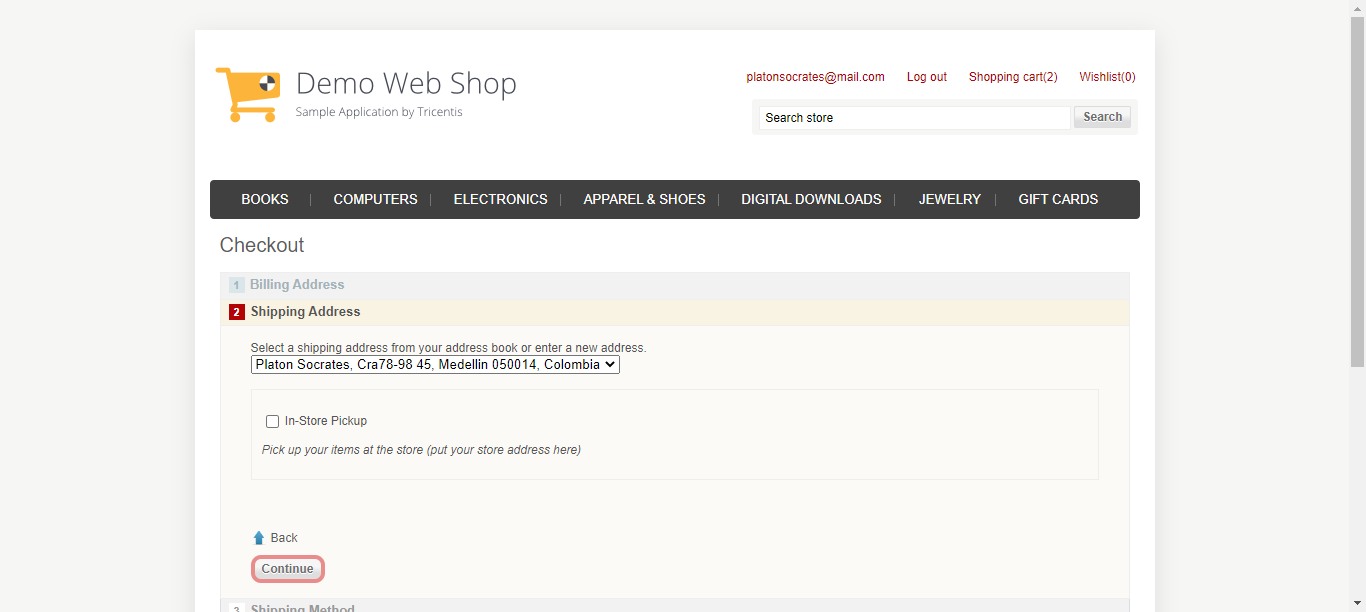 Demo Web Shop
Sample Application by Tricentis
platonsocrates@mail.com Log out Shopping cart(2) Wishlist(0)
Search store Search
BOOKS COMPUTERS ELECTRONICS APPAREL & SHOES DIGITAL DOWNLOADS JEWELRY GIFT CARDS
Checkout
1 Billing Address
2 Shipping Address
Select a shipping address from your address book or enter a new address.
Platon Socrates, Cra78-98 45, Medellin 050014, Colombia
In-Store Pickup
Pick up your items at the store (put your store address here)
Back
Continue
3 Shipping Method